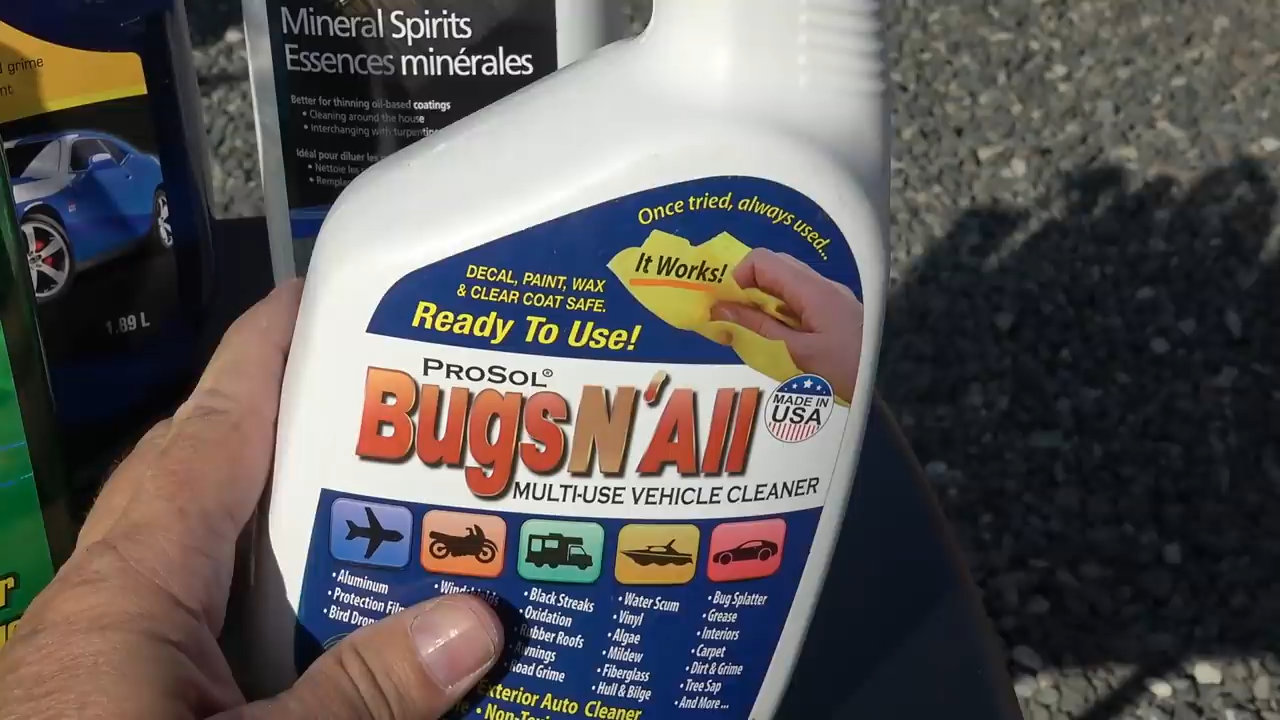 Mineral Spirits
Essences minérales
Better for thinning oil-based coatings
• Cleaning around the house
• Interchanging with
Idéal pour diluer les
• Nettoie
grime
1.89 L
Once tried, always used...
It Works!
DECAL, PAINT, WAX
& CLEAR COAT SAFE.
Ready To Use!
PROSOL®
BugsN'All
MADE IN
USA
MULTI-USE VEHICLE CLEANER
• Aluminum
• Protection
• Bird
• Black Streaks
• Oxidation
Rubber Roofs
Awnings
Road Grime
• Water Scum
• Vinyl
• Algae
• Mildew
• Fiberglass
• Hull & Bilge
• Bug Splatter
• Grease
• Interiors
• Carpet
• Dirt & Grime
• Tree Sap
• And More...
Exterior Auto Cleaner